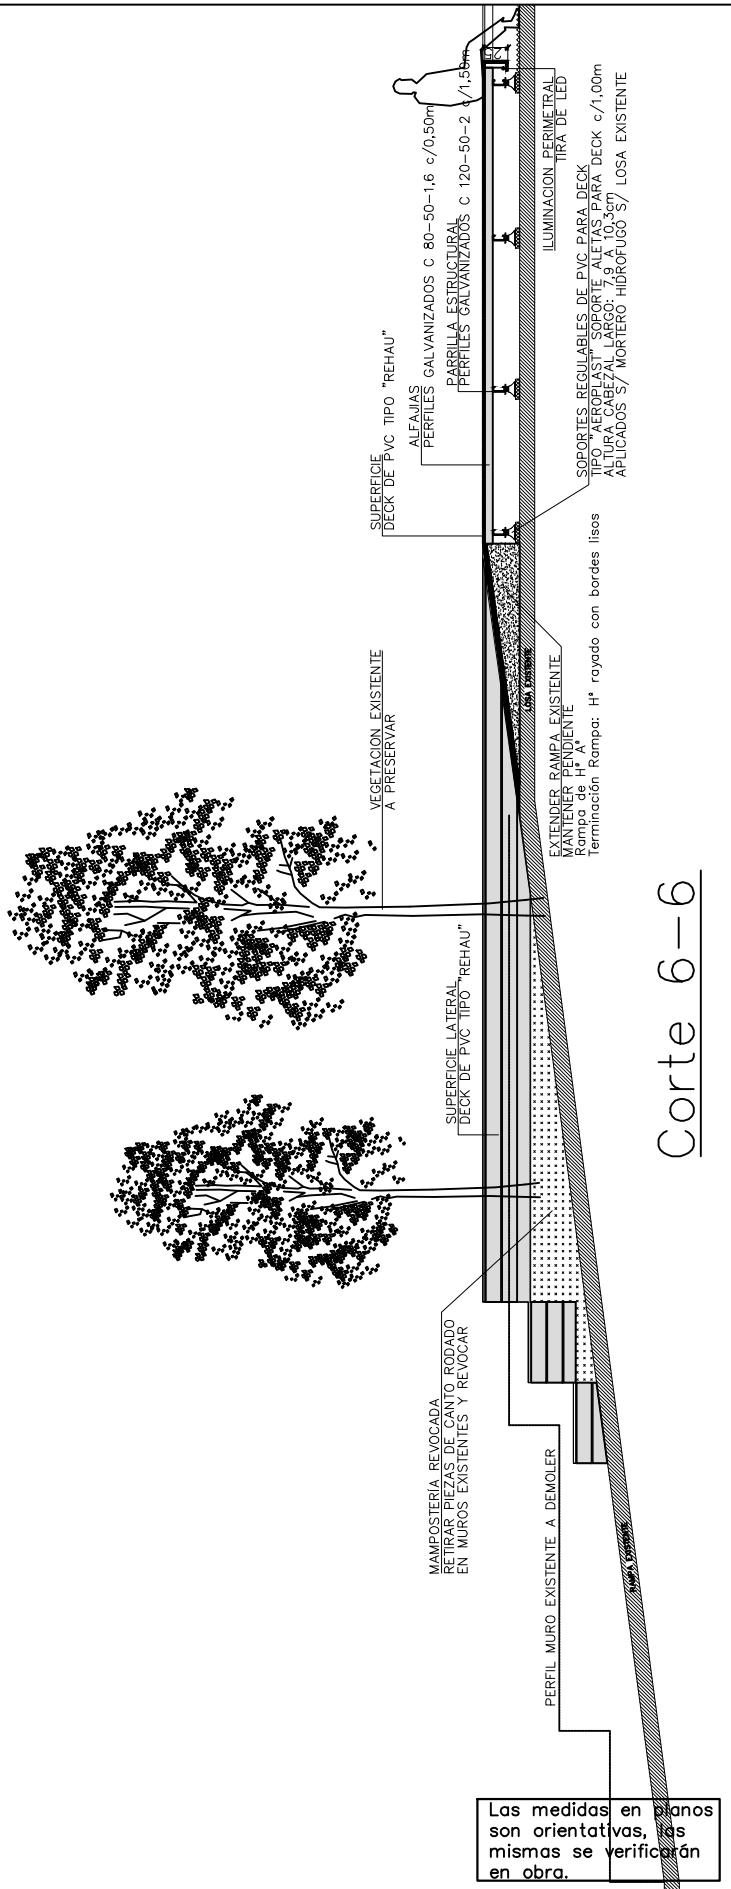 MAMPOSTERÍA REVOCADA
RETIRAR PIEZAS DE CANTO RODADO
EN MUROS EXISTENTES Y REVOCAR
PERFIL MURO EXISTENTE A DEMOLER
RAMPA EXISTENTE
SUPERFICIE LATERAL
DECK DE PVC TIPO "REHAU"
VEGETACION EXISTENTE
A PRESERVAR
LOSA EXISTENTE
EXTENDER RAMPA EXISTENTE
MANTENER PENDIENTE
Rampa de Hº Aº
Terminación Rampa: Hº rayado con bordes lisos
SUPERFICIE
DECK DE PVC TIPO "REHAU"
ALFAJIAS
PERFILES GALVANIZADOS C 80-50-1,6 c/0,50m
PARRILLA ESTRUCTURAL
PERFILES GALVANIZADOS C 120-50-2 c/1,50m
ILUMINACION PERIMETRAL
TIRA DE LED
SOPORTES REGULABLES DE PVC PARA DECK
TIPO "AEROPLAST" SOPORTE ALETAS PARA DECK c/1,00m
ALTURA CABEZAL LARGO: 7,9 A 10,3cm
APLICADOS S/ MORTERO HIDROFUGO S/ LOSA EXISTENTE
Corte 6-6
Las medidas en planos
son orientativas, las
mismas se verificarán
en obra.